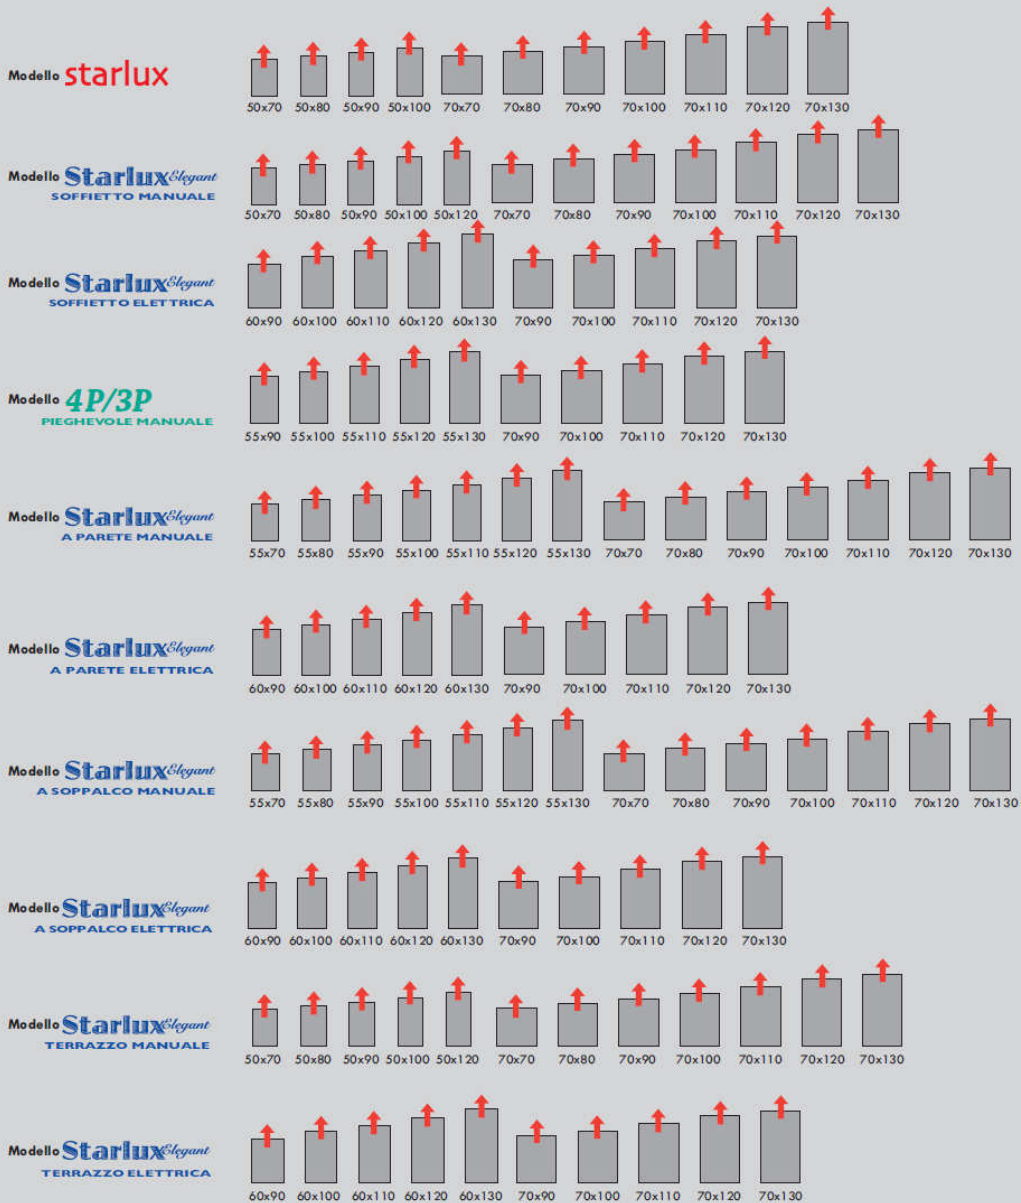 Modello starlux
50x70 50x80 50x90 50x100 70x70 70x80 70x90 70x100 70x110 70x120 70x130
Modello Starlux Elegant
SOFFIETTO MANUALE
50x70 50x80 50x90 50x100 50x120 70x70 70x80 70x90 70x100 70x110 70x120 70x130
Modello Starlux Elegant
SOFFIETTO ELETTRICA
60x90 60x100 60x110 60x120 60x130 70x90 70x100 70x110 70x120 70x130
Modello 4P/3P
PIEGHEVOLE MANUALE
55x90 55x100 55x110 55x120 55x130 70x90 70x100 70x110 70x120 70x130
Modello Starlux Elegant
A PARETE MANUALE
55x70 55x80 55x90 55x100 55x110 55x120 55x130 70x70 70x80 70x90 70x100 70x110 70x120 70x130
Modello Starlux Elegant
A PARETE ELETTRICA
60x90 60x100 60x110 60x120 60x130 70x90 70x100 70x110 70x120 70x130
Modello Starlux Elegant
A SOPPALCO MANUALE
55x70 55x80 55x90 55x100 55x110 55x120 55x130 70x70 70x80 70x90 70x100 70x110 70x120 70x130
Modello Starlux Elegant
A SOPPALCO ELETTRICA
60x90 60x100 60x110 60x120 60x130 70x90 70x100 70x110 70x120 70x130
Modello Starlux Elegant
TERRAZZO MANUALE
50x70 50x80 50x90 50x100 50x120 70x70 70x80 70x90 70x100 70x110 70x120 70x130
Modello Starlux Elegant
TERRAZZO ELETTRICA
60x90 60x100 60x110 60x120 60x130 70x90 70x100 70x110 70x120 70x130